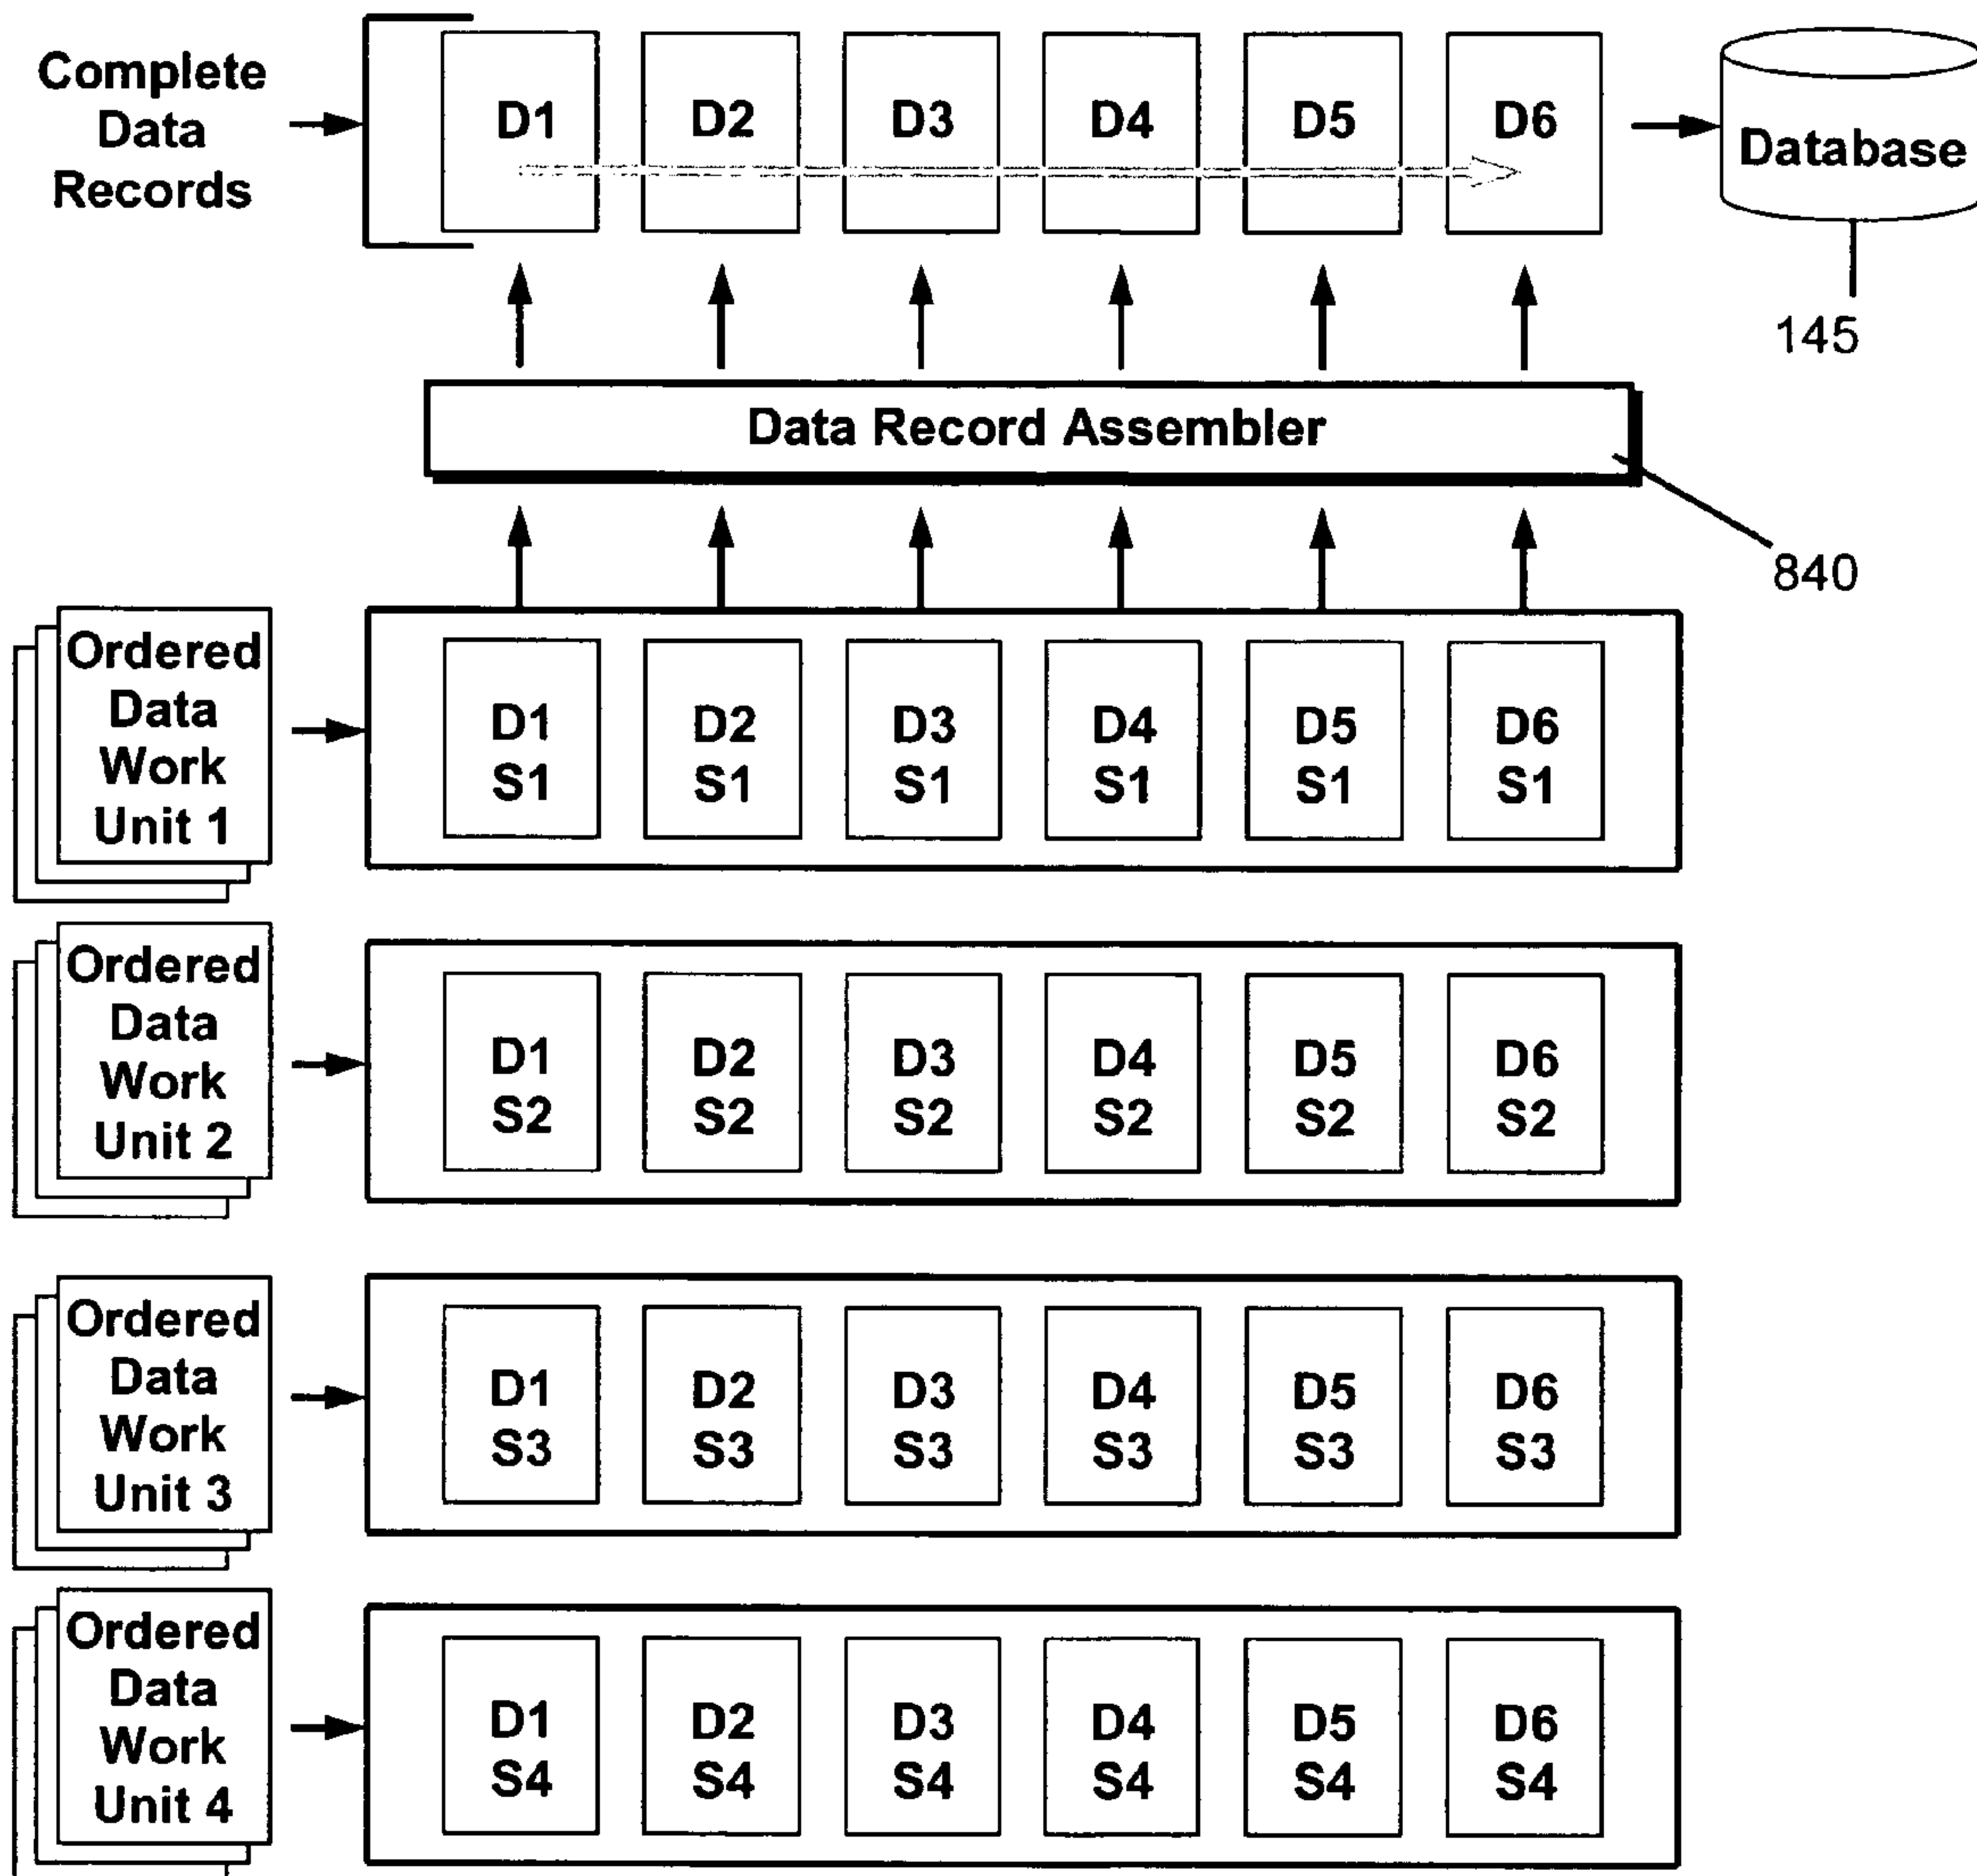 Complete
Data
Records
D1 D2 D3 D4 D5 D6
Database
145
Data Record Assembler
840
Ordered
Data
Work
Unit 1
D1 D2 D3 D4 D5 D6
S1 S1 S1 S1 S1 S1
Ordered
Data
Work
Unit 2
D1 D2 D3 D4 D5 D6
S2 S2 S2 S2 S2 S2
Ordered
Data
Work
Unit 3
D1 D2 D3 D4 D5 D6
S3 S3 S3 S3 S3 S3
Ordered
Data
Work
Unit 4
D1 D2 D3 D4 D5 D6
S4 S4 S4 S4 S4 S4